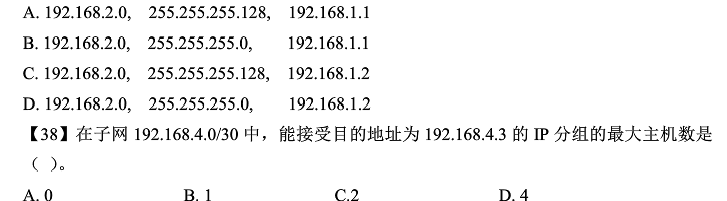 A. 192.168.2.0, 255.255.255.128, 192.168.1.1
B. 192.168.2.0, 255.255.255.0, 192.168.1.1
C. 192.168.2.0, 255.255.255.128, 192.168.1.2
D. 192.168.2.0, 255.255.255.0, 192.168.1.2
【38】在子网 192.168.4.0/30 中，能接受目的地址为 192.168.4.3 的 IP 分组的最大主机数是
（ ）。
A. 0 B. 1 C.2 D. 4